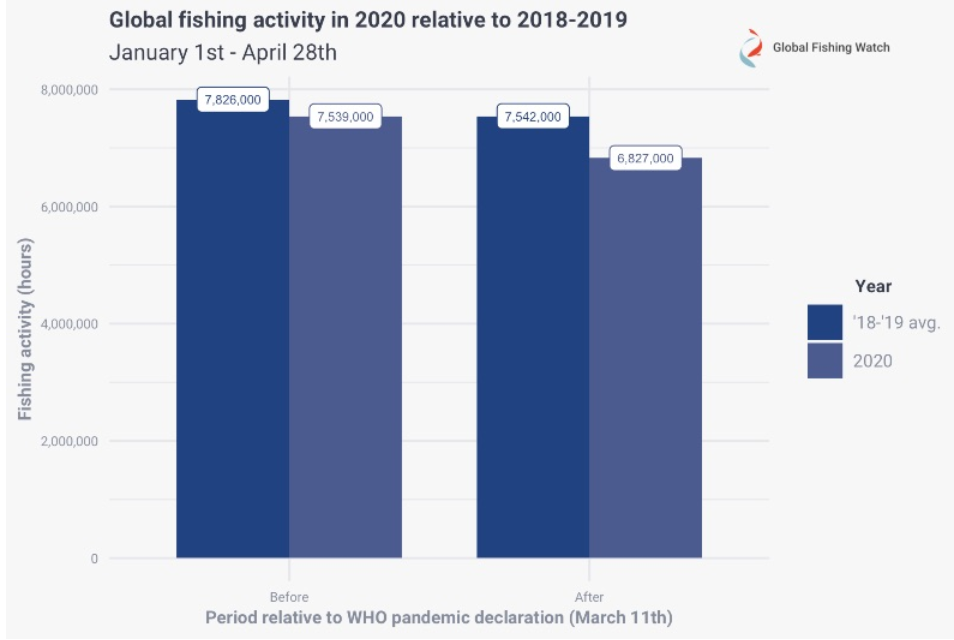 Global fishing activity in 2020 relative to 2018-2019
January 1st - April 28th
Global Fishing Watch
8,000,000
6,000,000
4,000,000
2,000,000
0
Fishing activity (hours)
7,826,000
7,539,000
7,542,000
6,827,000
Before
After
Period relative to WHO pandemic declaration (March 11th)
Year
'18-'19 avg.
2020